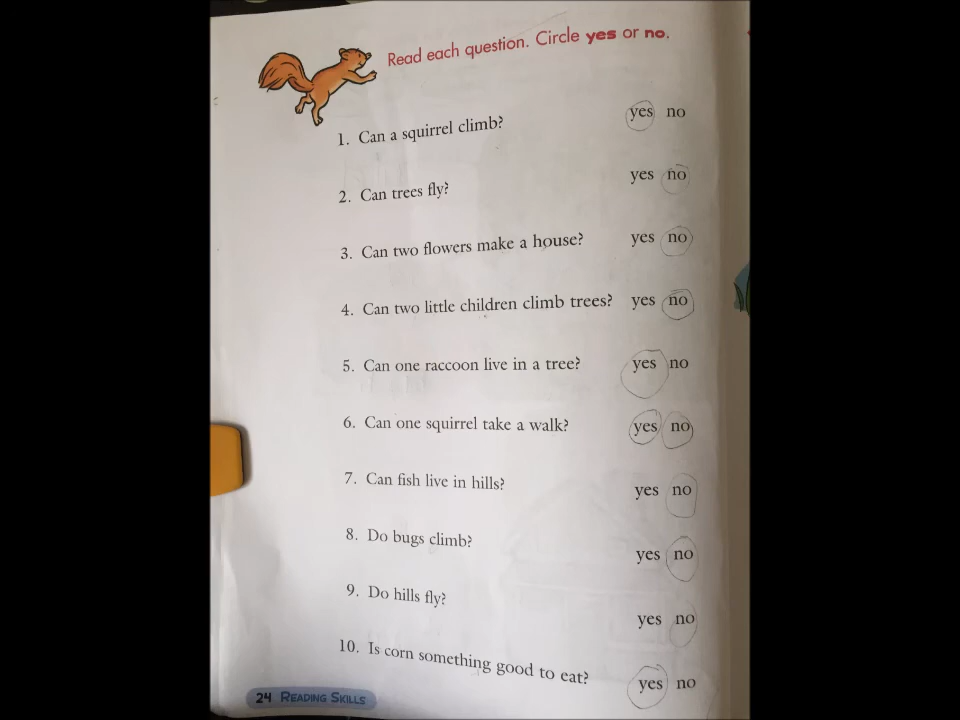 Read each question. Circle yes or no.
1. Can a squirrel climb? yes no
2. Can trees fly? yes no
3. Can two flowers make a house? yes no
4. Can two little children climb trees? yes no
5. Can one raccoon live in a tree? yes no
6. Can one squirrel take a walk? yes no
7. Can fish live in hills? yes no
8. Do bugs climb? yes no
9. Do hills fly? yes no
10. Is corn something good to eat? yes no
24 READING SKILLS